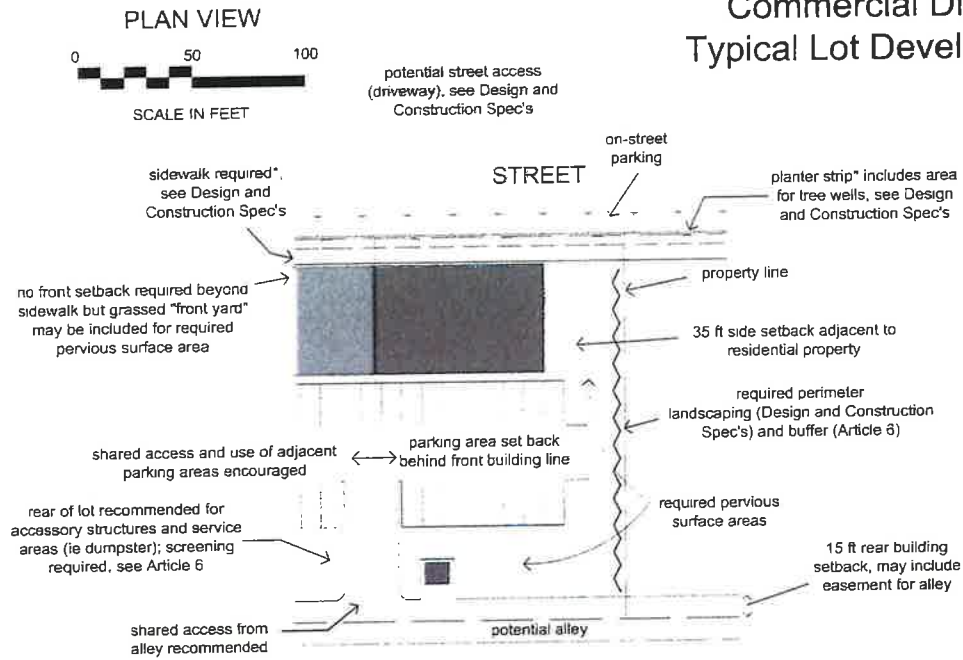 PLAN VIEW
0 50 100
SCALE IN FEET
Commercial
Typical Lot
potential street access
(driveway), see Design and
Construction Spec's
on-street
parking
STREET
sidewalk required*,
see Design and
Construction Spec's
planter strip* includes area
for tree wells, see Design
and Construction Spec's
no front setback required beyond
sidewalk but grassed "front yard"
may be included for required
pervious surface area
property line
35 ft side setback adjacent to
residential property
required perimeter
landscaping (Design and Construction
Spec's) and buffer (Article 6)
shared access and use of adjacent
parking areas encouraged
parking area set back
behind front building line
rear of lot recommended for
accessory structures and service
areas (ie dumpster); screening
required, see Article 6
required pervious
surface areas
15 ft rear building
setback, may include
easement for alley
shared access from
alley recommended
potential alley